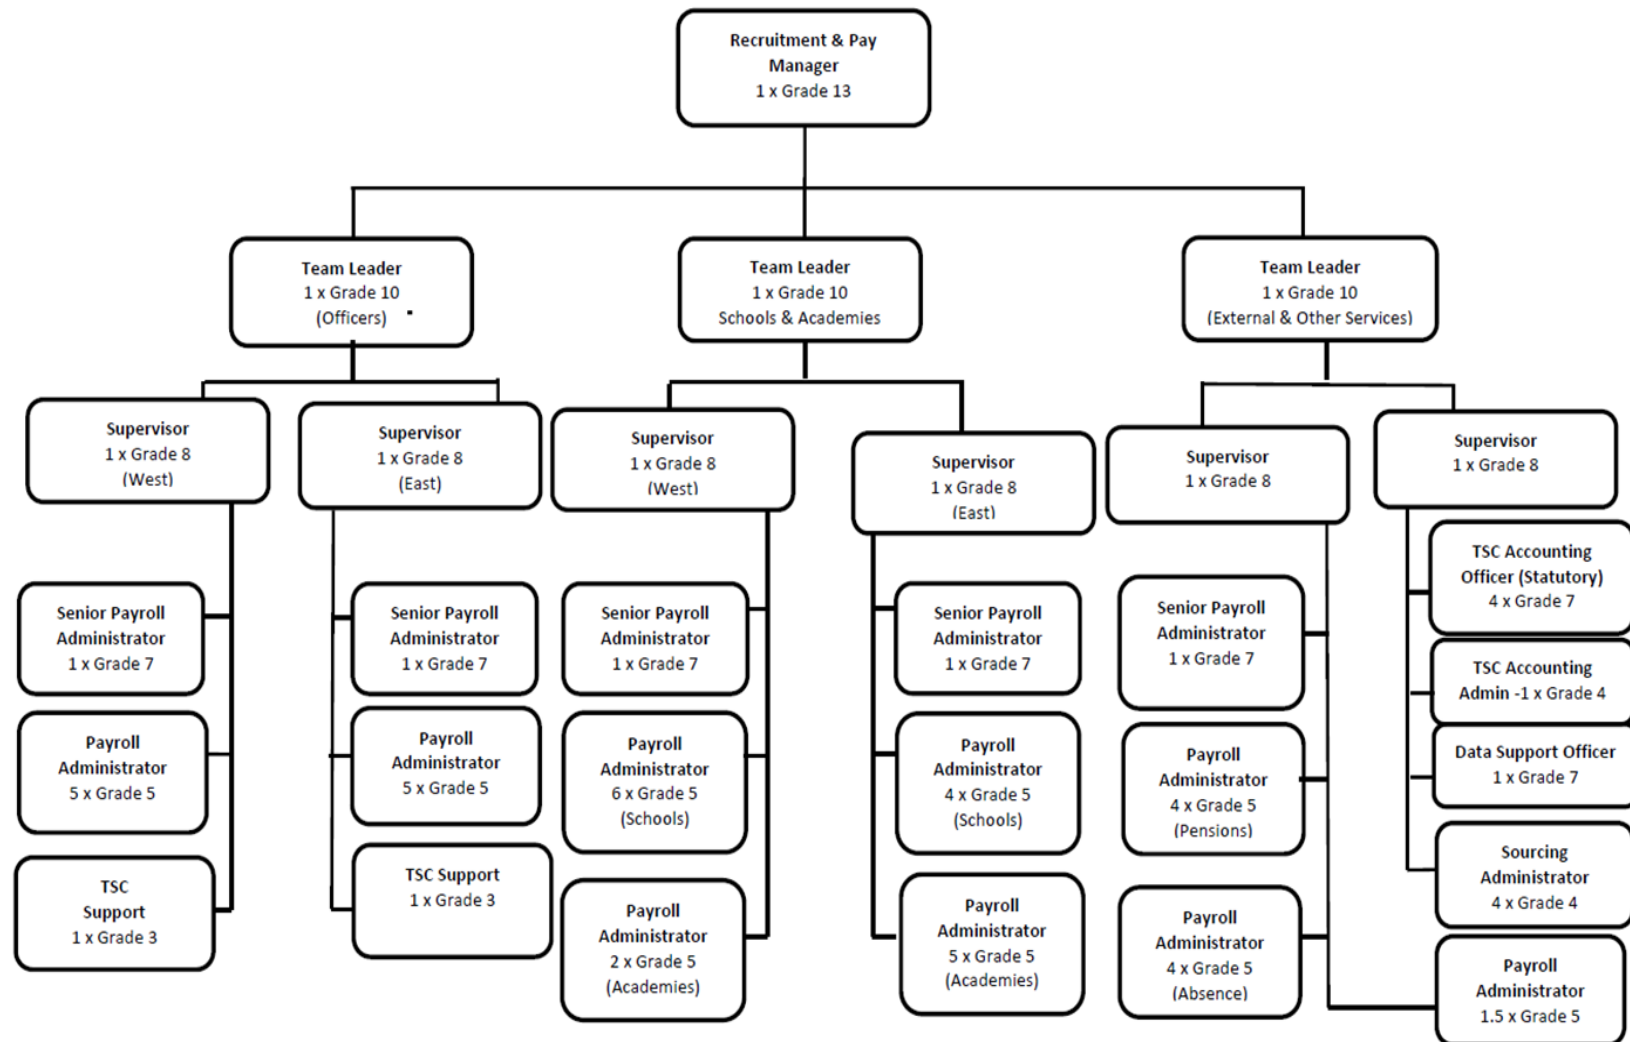 Recruitment & Pay
Manager
1 x Grade 13
Team Leader
1 x Grade 10
(Officers)
Team Leader
1 x Grade 10
Schools & Academies
Team Leader
1 x Grade 10
(External & Other Services)
Supervisor
1 x Grade 8
(West)
Supervisor
1 x Grade 8
(East)
Supervisor
1 x Grade 8
(West)
Supervisor
1 x Grade 8
(East)
Supervisor
1 x Grade 8
Supervisor
1 x Grade 8
Senior Payroll
Administrator
1 x Grade 7
Senior Payroll
Administrator
1 x Grade 7
Senior Payroll
Administrator
1 x Grade 7
Senior Payroll
Administrator
1 x Grade 7
Senior Payroll
Administrator
1 x Grade 7
TSC Accounting
Officer (Statutory)
4 x Grade 7
TSC Accounting
Admin -1 x Grade 4
Payroll
Administrator
5 x Grade 5
Payroll
Administrator
5 x Grade 5
Payroll
Administrator
6 x Grade 5
(Schools)
Payroll
Administrator
4 x Grade 5
(Schools)
Payroll
Administrator
4 x Grade 5
(Pensions)
Data Support Officer
1 x Grade 7
TSC
Support
1 x Grade 3
TSC Support
1 x Grade 3
Payroll
Administrator
2 x Grade 5
(Academies)
Payroll
Administrator
5 x Grade 5
(Academies)
Payroll
Administrator
4 x Grade 5
(Absence)
Sourcing
Administrator
4 x Grade 4
Payroll
Administrator
1.5 x Grade 5